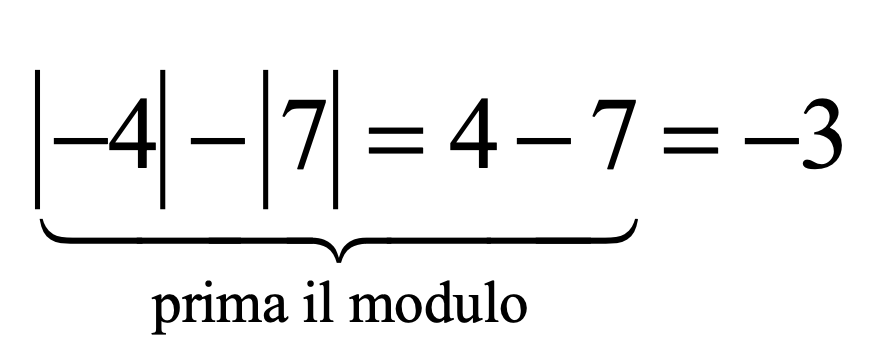 |−4| − |7| = 4 − 7 = −3
prima il modulo